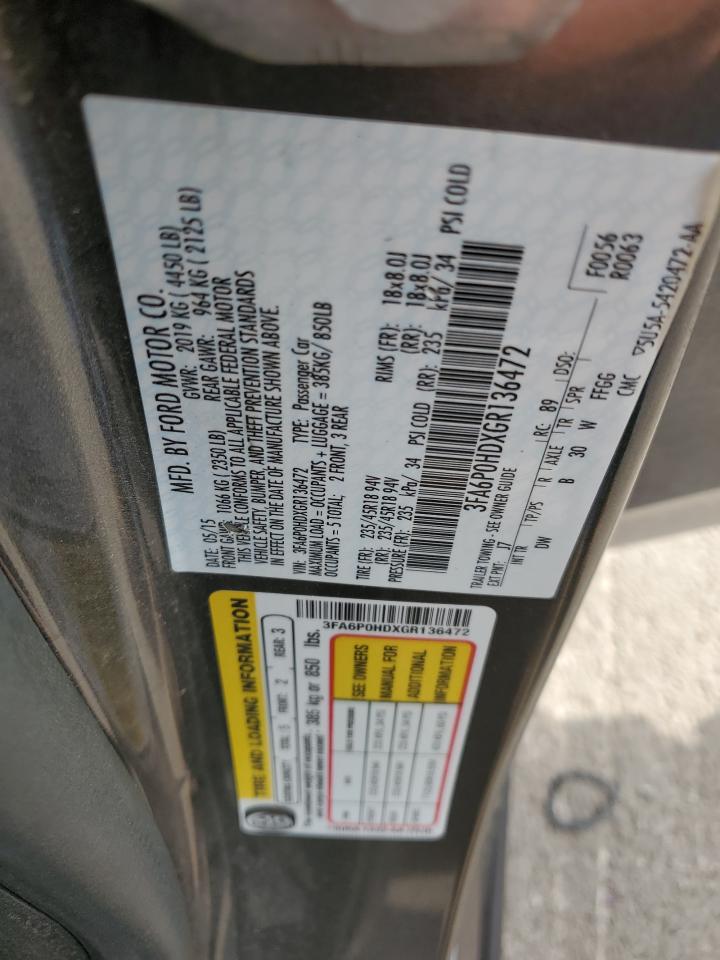 MFD. BY FORD MOTOR CO.
DATE: 05/15 GVWR: 2019 KG ( 4450 LB)
FRONT GAWR: 1066 KG ( 2350 LB) REAR GAWR: 964 KG ( 2125 LB)
THIS VEHICLE CONFORMS TO ALL APPLICABLE FEDERAL MOTOR
VEHICLE SAFETY, BUMPER, AND THEFT PREVENTION STANDARDS
IN EFFECT ON THE DATE OF MANUFACTURE SHOWN ABOVE.
VIN: 3FA6P0HDXGR136472 TYPE: Passenger Car
MAXIMUM LOAD = OCCUPANTS + LUGGAGE = 385KG/ 850LB
OCCUPANTS = 5 TOTAL; 2 FRONT, 3 REAR
TIRE (FR): 235/45R18 94V RIMS (FR): 18x8.0J
(RR): 235/45R18 94V (RR): 18x8.0J
PRESSURE (FR): 235 kPa/ 34 PSI COLD (RR): 235 kPa/ 34 PSI COLD
3FA6P0HDXGR136472
TRAILER TOWING - SEE OWNER GUIDE
EXT PNT: J7 RC: 89 DSO: F0056
INT TR TP/PS R AXLE TR SPR R0063
DW B 30 W FFGG
CMC 5U5A-5420472-AA
TIRE AND LOADING INFORMATION
SEATING CAPACITY TOTAL: 5 FRONT: 2 REAR: 3
385 kg or 850 lbs.
SEE OWNERS
MANUAL FOR
ADDITIONAL
INFORMATION
3FA6P0HDXGR136472